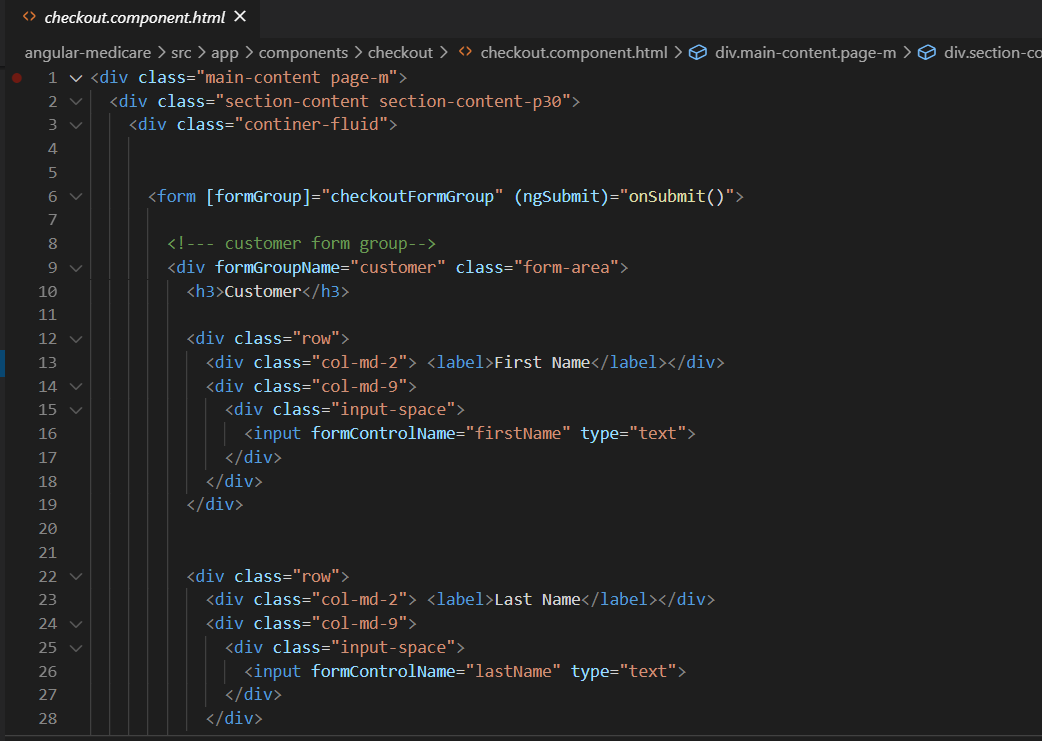 checkout.component.html
angular-medicare > src > app > components > checkout > checkout.component.html > div.main-content.page-m > div.section-co
1 <div class="main-content page-m">
2 <div class="section-content section-content-p30">
3 <div class="continer-fluid">
4
5
6 <form [formGroup]="checkoutFormGroup" (ngSubmit)="onSubmit()">
7
8 <!--- customer form group-->
9 <div formGroupName="customer" class="form-area">
10 <h3>Customer</h3>
11
12 <div class="row">
13 <div class="col-md-2"> <label>First Name</label></div>
14 <div class="col-md-9">
15 <div class="input-space">
16 <input formControlName="firstName" type="text">
17 </div>
18 </div>
19 </div>
20
21
22 <div class="row">
23 <div class="col-md-2"> <label>Last Name</label></div>
24 <div class="col-md-9">
25 <div class="input-space">
26 <input formControlName="lastName" type="text">
27 </div>
28 </div>